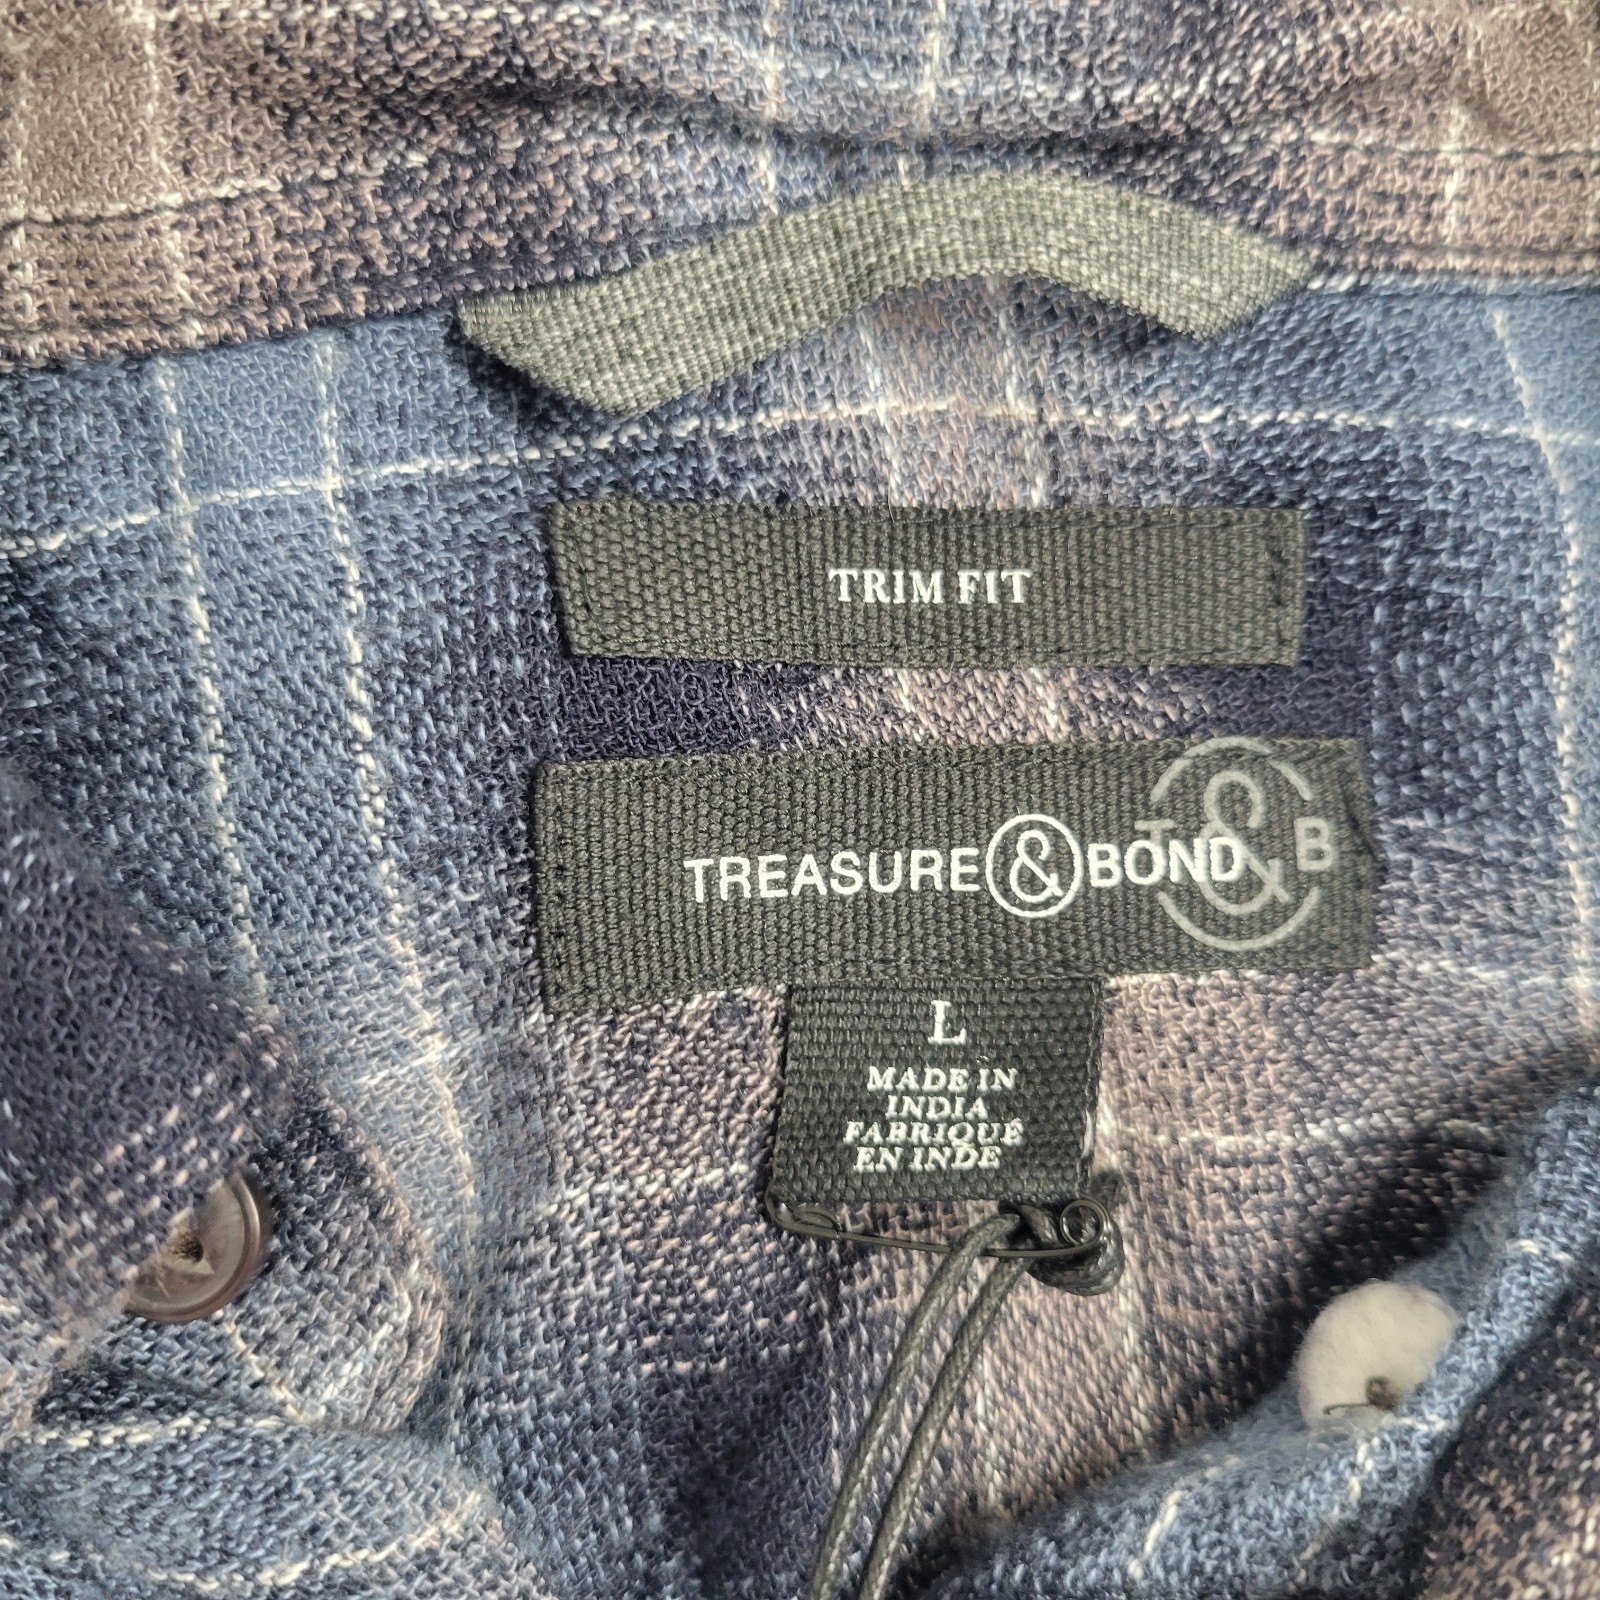 TRIM FIT
TREASURE & BOND
T & B
L
MADE IN
INDIA
FABRIQUÉ
EN INDE